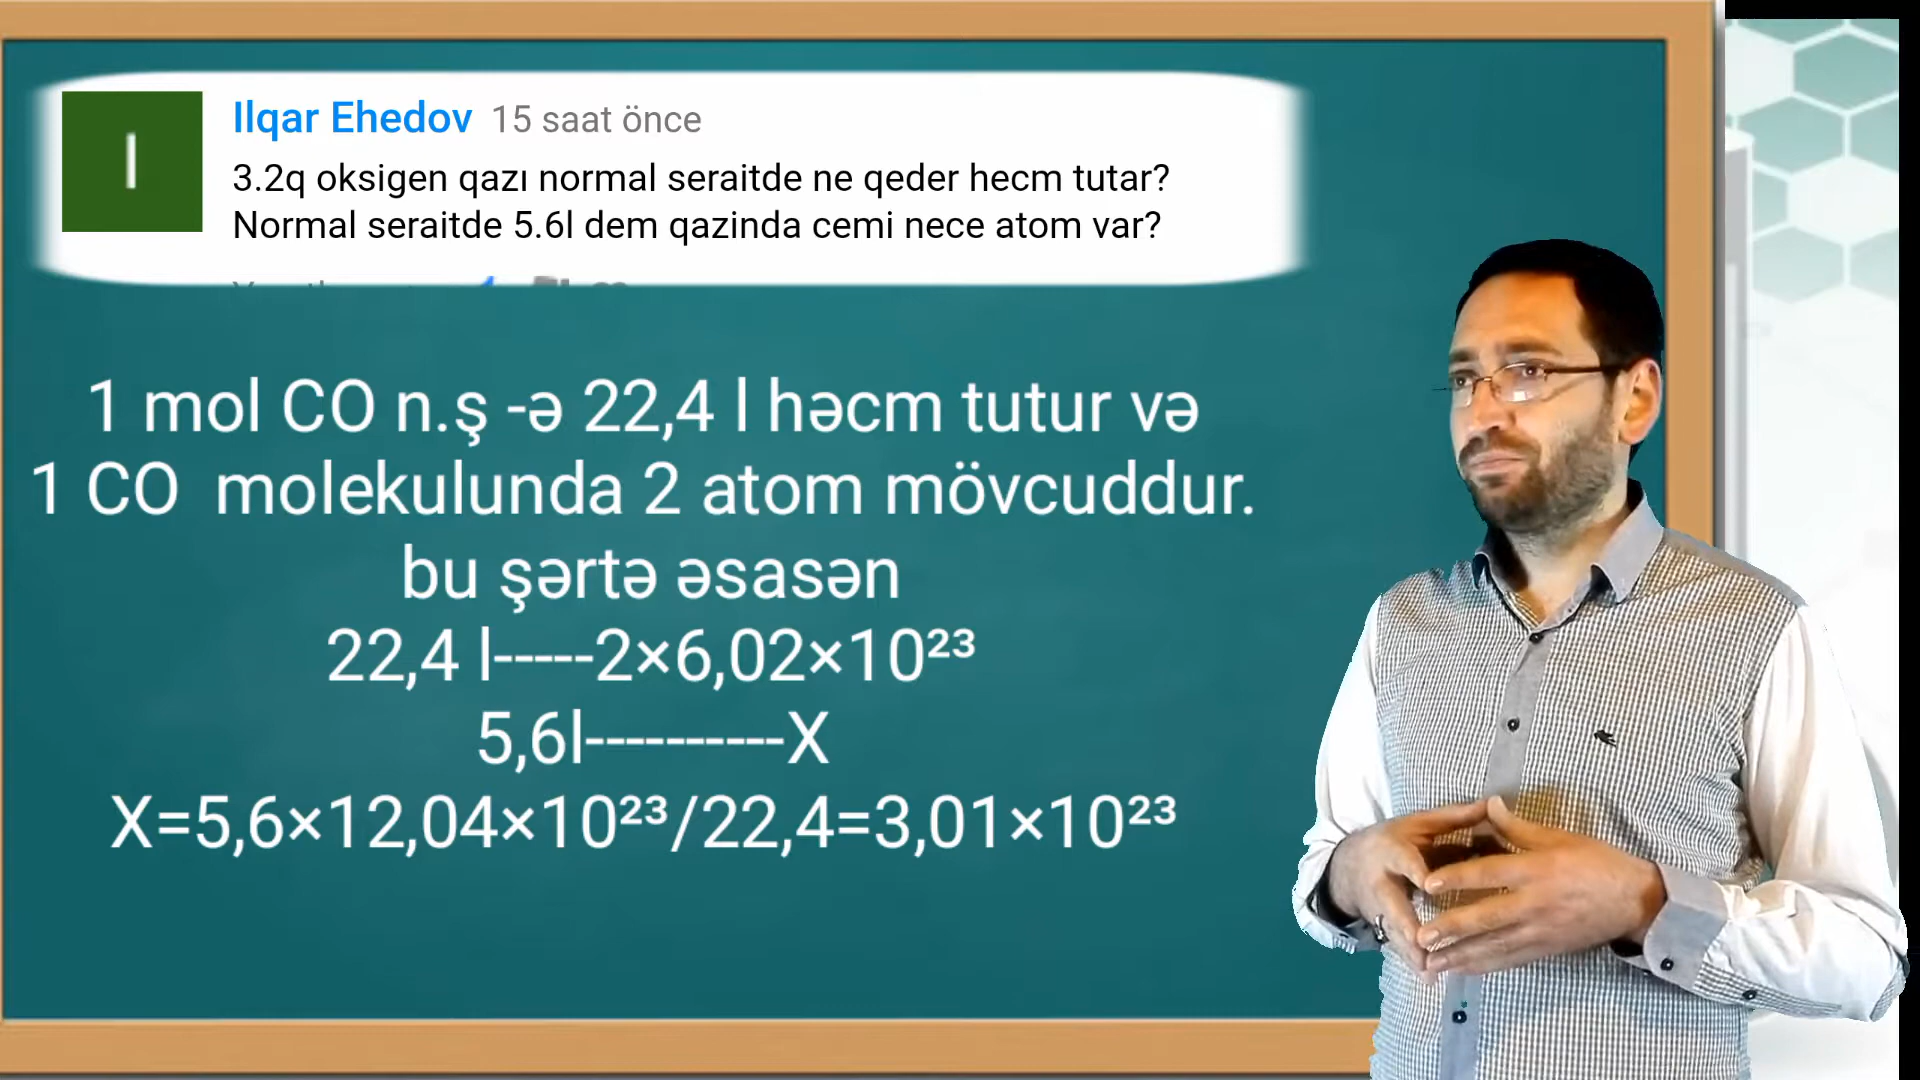 I
Ilqar Ehedov 15 saat önce
3.2q oksigen qazı normal seraitde ne qeder hecm tutar?
Normal seraitde 5.6l dem qazinda cemi nece atom var?
1 mol CO n.ş -ə 22,4 l həcm tutur və
1 CO molekulunda 2 atom mövcuddur.
bu şərtə əsasən
22,4 l-----2×6,02×10²³
5,6l----------X
X=5,6×12,04×10²³/22,4=3,01×10²³